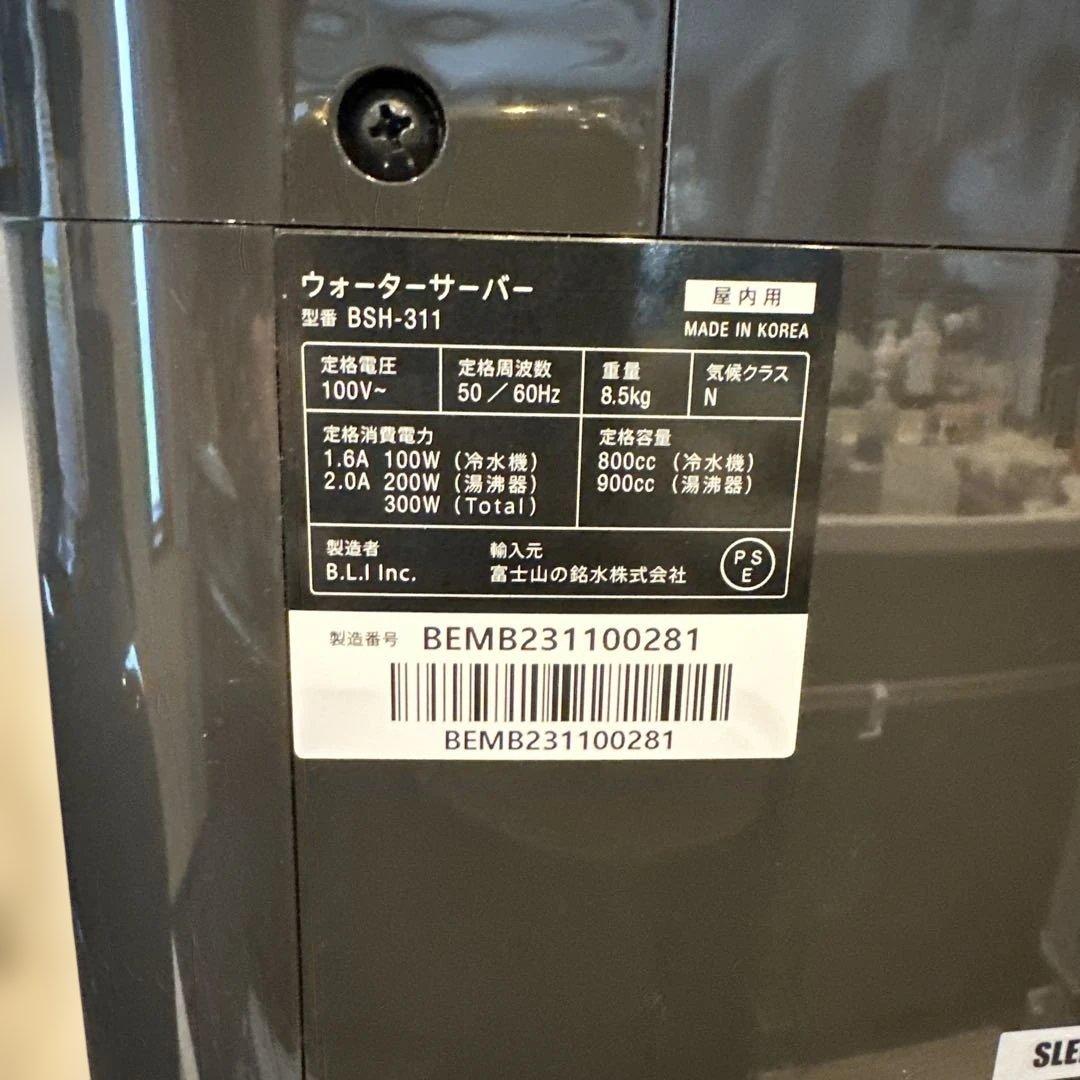 ウォーターサーバー
屋内用
型番 BSH-311
MADE IN KOREA
定格電圧
100V~
定格周波数
50／60Hz
重量
8.5kg
気候クラス
N
定格消費電力
1.6A 100W (冷水機)
2.0A 200W (湯沸器)
300W (Total)
定格容量
800cc (冷水機)
900cc (湯沸器)
製造者
B.L.I Inc.
輸入元
富士山の銘水株式会社
PS
E
製造番号 BEMB231100281
BEMB231100281